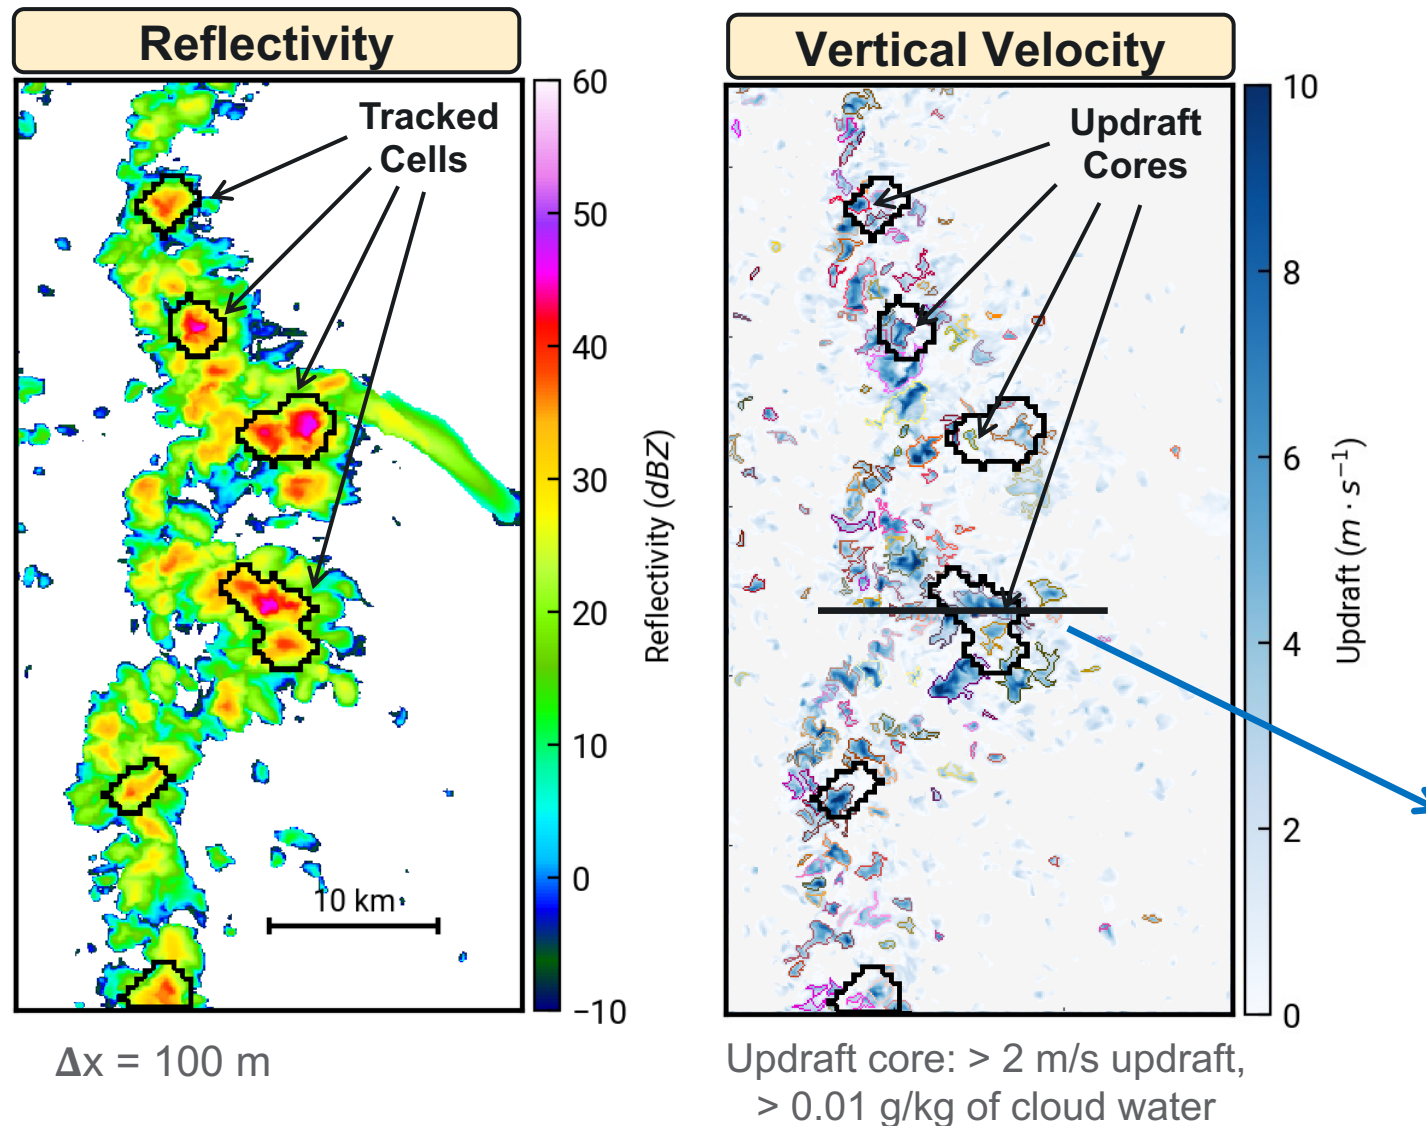 Reflectivity
Vertical Velocity
Tracked
Cells
60
50
40
30
20
10
0
−10
Reflectivity (dBZ)
10 km
Updraft
Cores
10
8
6
4
2
0
Updraft (m · s⁻¹)
Δx = 100 m
Updraft core: > 2 m/s updraft,
> 0.01 g/kg of cloud water